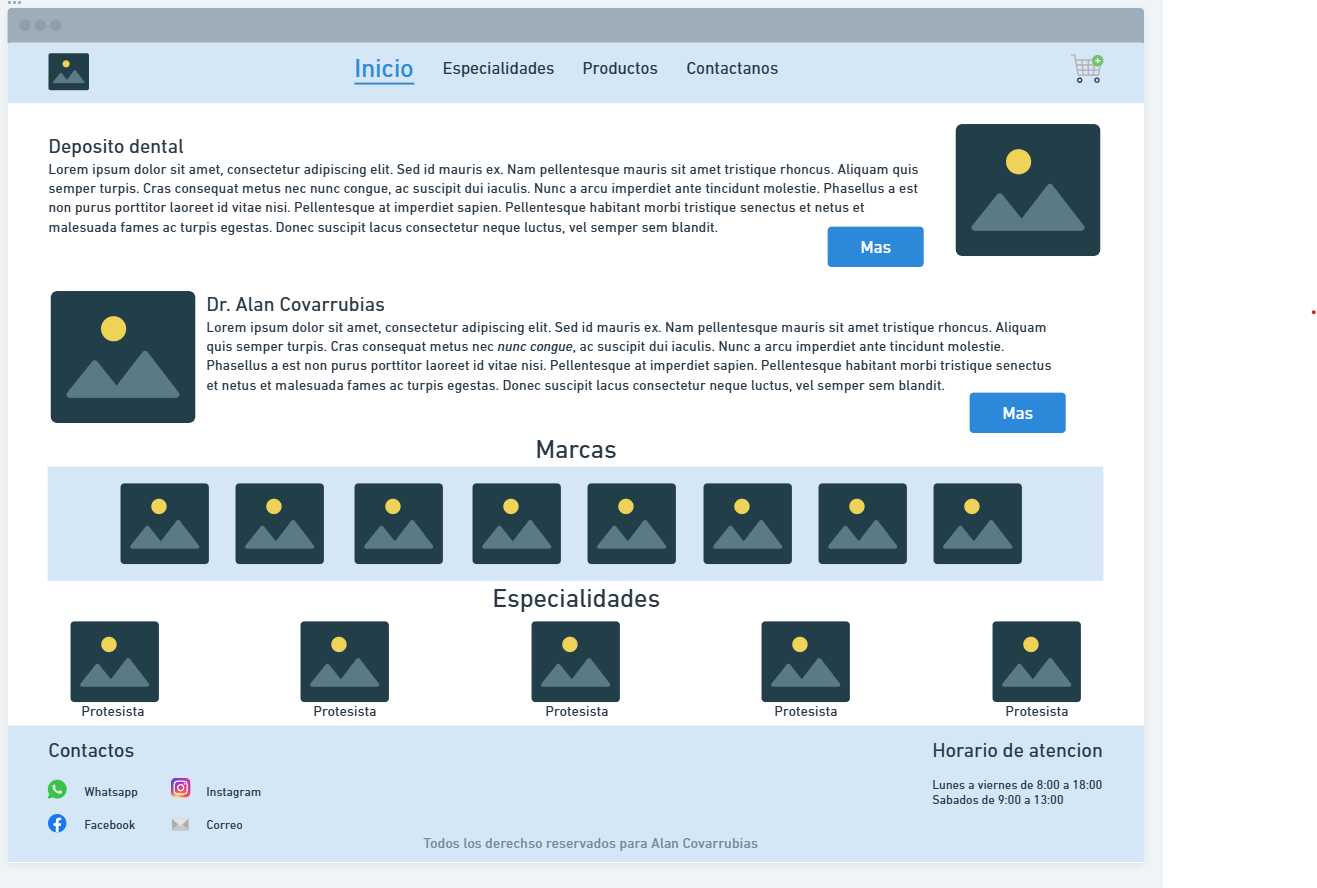 Inicio
Especialidades
Productos
Contactanos
Deposito dental
Lorem ipsum dolor sit amet, consectetur adipiscing elit. Sed id mauris ex. Nam pellentesque mauris sit amet tristique rhoncus. Aliquam quis
semper turpis. Cras consequat metus nec nunc congue, ac suscipit dui iaculis. Nunc a arcu imperdiet ante tincidunt molestie. Phasellus a est
non purus porttitor laoreet id vitae nisi. Pellentesque at imperdiet sapien. Pellentesque habitant morbi tristique senectus et netus et
malesuada fames ac turpis egestas. Donec suscipit lacus consectetur neque luctus, vel semper sem blandit.
Mas
Dr. Alan Covarrubias
Lorem ipsum dolor sit amet, consectetur adipiscing elit. Sed id mauris ex. Nam pellentesque mauris sit amet tristique rhoncus. Aliquam
quis semper turpis. Cras consequat metus nec nunc congue, ac suscipit dui iaculis. Nunc a arcu imperdiet ante tincidunt molestie.
Phasellus a est non purus porttitor laoreet id vitae nisi. Pellentesque at imperdiet sapien. Pellentesque habitant morbi tristique senectus
et netus et malesuada fames ac turpis egestas. Donec suscipit lacus consectetur neque luctus, vel semper sem blandit.
Mas
Marcas
Especialidades
Protesista
Protesista
Protesista
Protesista
Protesista
Contactos
Whatsapp
Instagram
Facebook
Correo
Horario de atencion
Lunes a viernes de 8:00 a 18:00
Sabados de 9:00 a 13:00
Todos los derechso reservados para Alan Covarrubias